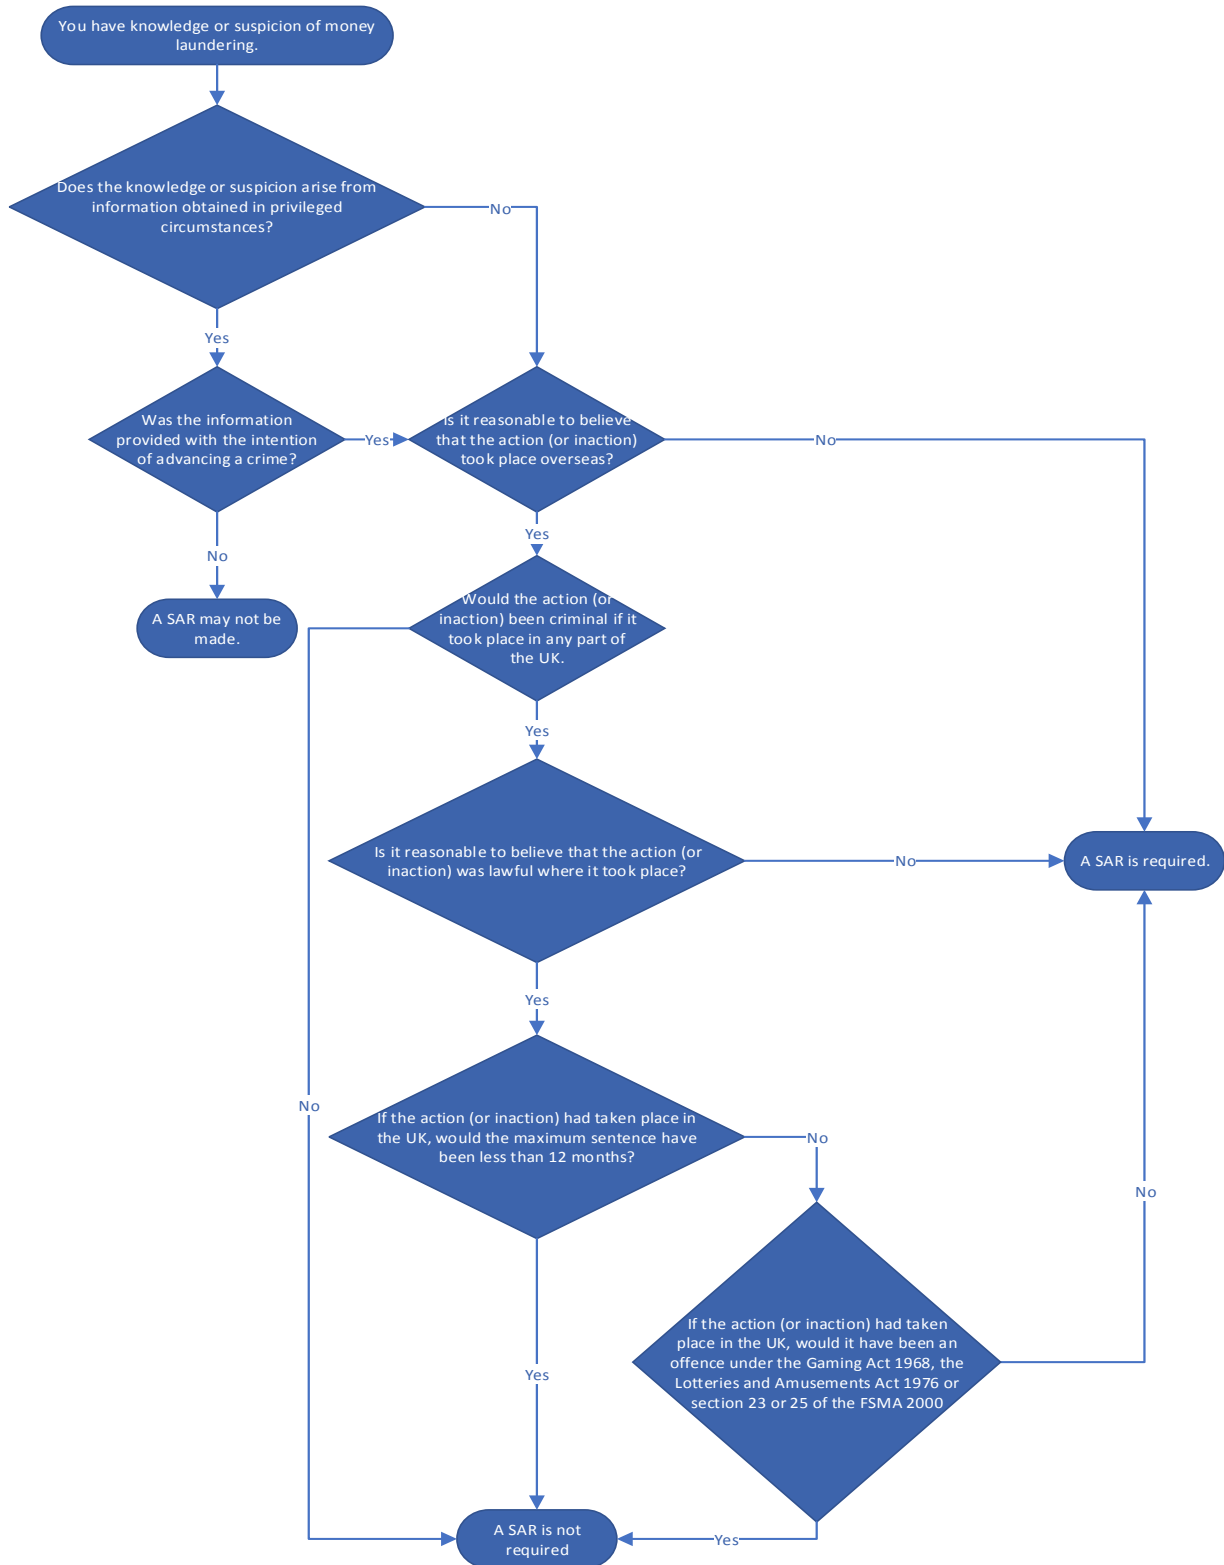 You have knowledge or suspicion of money
laundering.
Does the knowledge or suspicion arise from
information obtained in privileged
circumstances?
No
Yes
Was the information
provided with the intention
of advancing a crime?
Yes
Is it reasonable to believe
that the action (or inaction)
took place overseas?
No
Yes
No
A SAR may not be
made.
Would the action (or
inaction) been criminal if it
took place in any part of
the UK.
Yes
Is it reasonable to believe that the action (or
inaction) was lawful where it took place?
No
A SAR is required.
Yes
No
If the action (or inaction) had taken place in
the UK, would the maximum sentence have
been less than 12 months?
No
No
If the action (or inaction) had taken
place in the UK, would it have been an
offence under the Gaming Act 1968, the
Lotteries and Amusements Act 1976 or
section 23 or 25 of the FSMA 2000
Yes
A SAR is not
required
Yes